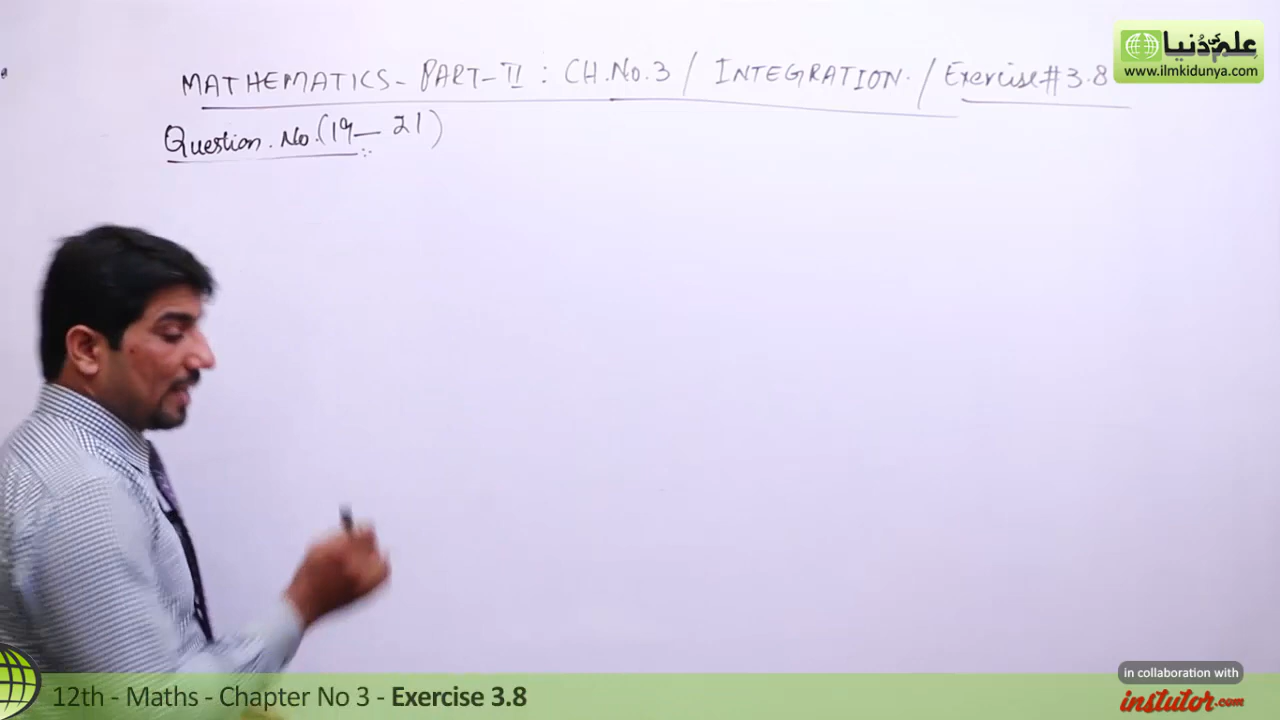 علم کی دُنیا
www.ilmkidunya.com
MATHEMATICS - PART-II : CH.No.3 / INTEGRATION. / Exercise# 3.8
Question. No. (19 — 21)
12th - Maths - Chapter No 3 - Exercise 3.8
in collaboration with
instutor.com